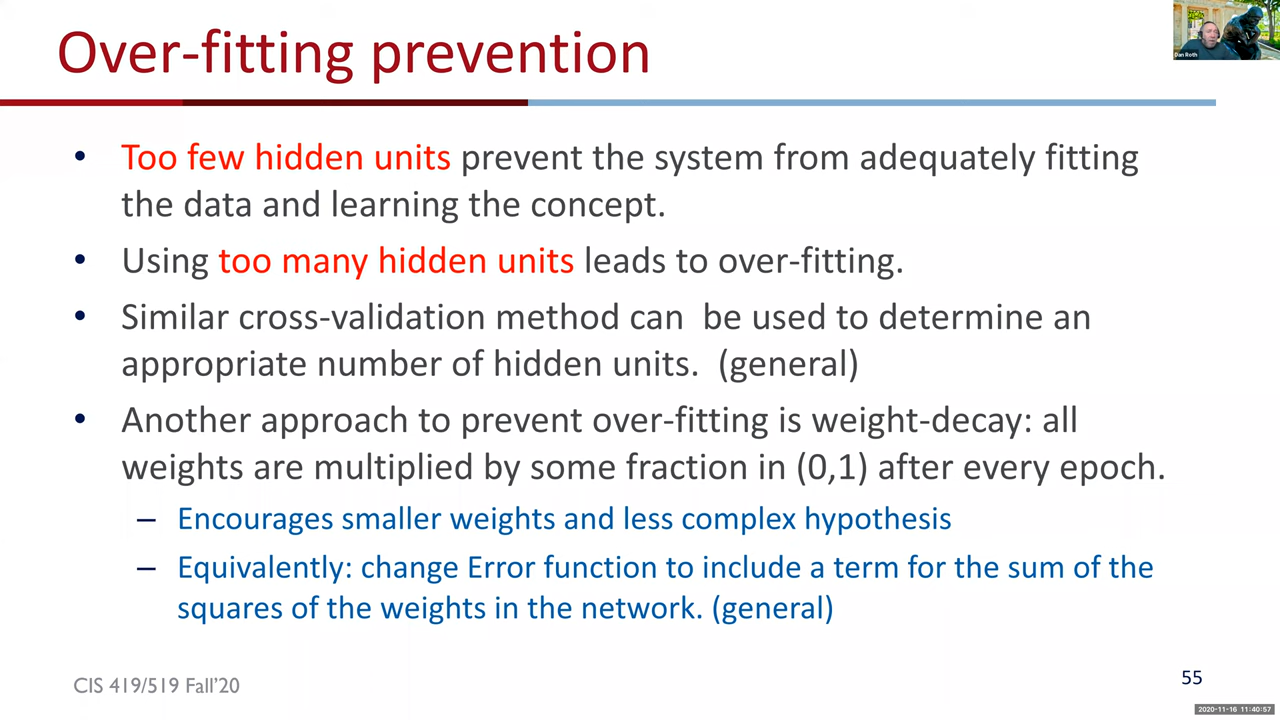 Over-fitting prevention
Dan Roth
• Too few hidden units prevent the system from adequately fitting
the data and learning the concept.
• Using too many hidden units leads to over-fitting.
• Similar cross-validation method can  be used to determine an
appropriate number of hidden units.  (general)
• Another approach to prevent over-fitting is weight-decay: all
weights are multiplied by some fraction in (0,1) after every epoch.
– Encourages smaller weights and less complex hypothesis
– Equivalently: change Error function to include a term for the sum of the
squares of the weights in the network. (general)
CIS 419/519 Fall’20
55
2020-11-16 11:40:57